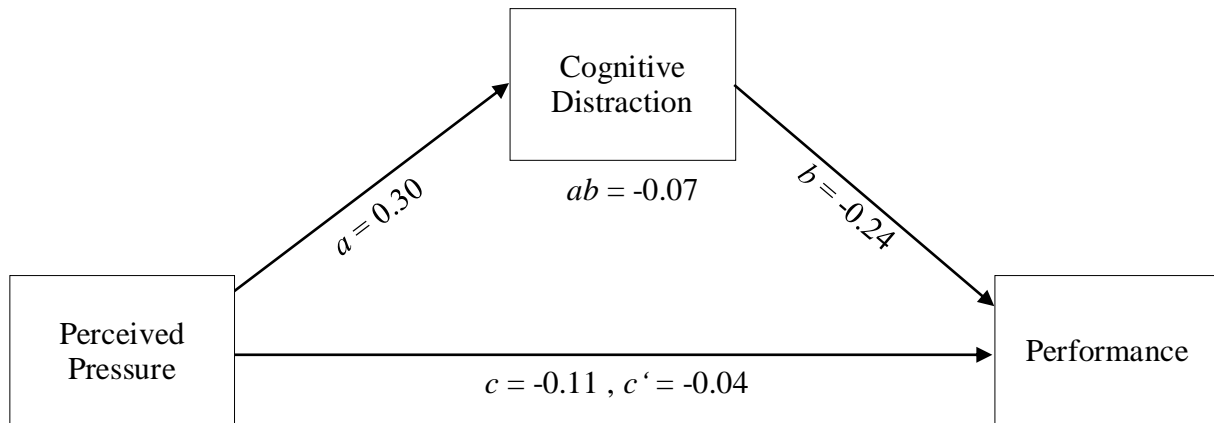 Cognitive
Distraction
ab = -0.07
a = 0.30
b = -0.24
Perceived
Pressure
Performance
c = -0.11 , c‘ = -0.04